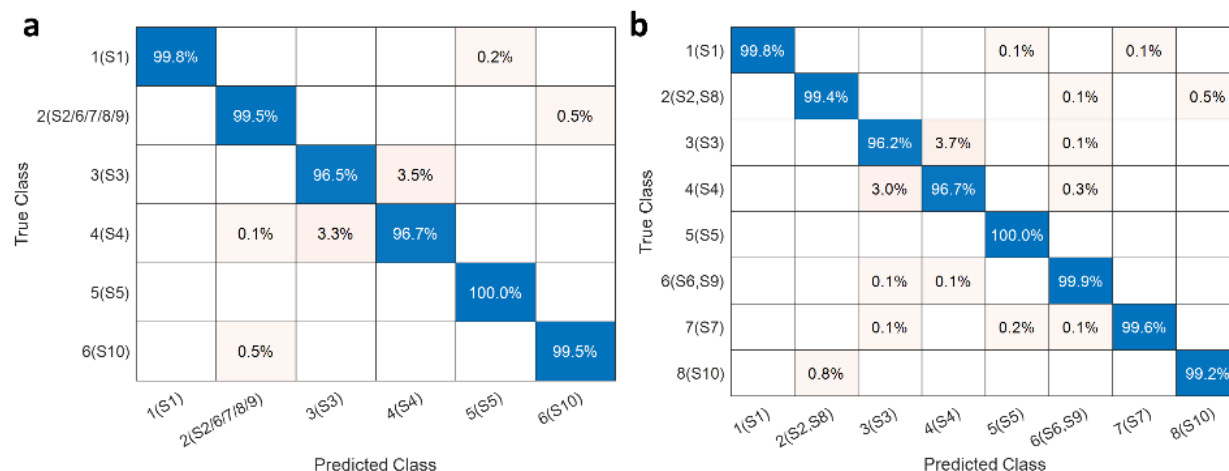 a
1(S1) 99.8% 0.2%
2(S2/6/7/8/9) 99.5% 0.5%
3(S3) 96.5% 3.5%
4(S4) 0.1% 3.3% 96.7%
5(S5) 100.0%
6(S10) 0.5% 99.5%
True Class
1(S1) 2(S2/6/7/8/9) 3(S3) 4(S4) 5(S5) 6(S10)
Predicted Class
b
1(S1) 99.8% 0.1% 0.1%
2(S2,S8) 99.4% 0.1% 0.5%
3(S3) 96.2% 3.7% 0.1%
4(S4) 3.0% 96.7% 0.3%
5(S5) 100.0%
6(S6,S9) 0.1% 0.1% 99.9%
7(S7) 0.1% 0.2% 0.1% 99.6%
8(S10) 0.8% 99.2%
True Class
1(S1) 2(S2,S8) 3(S3) 4(S4) 5(S5) 6(S6,S9) 7(S7) 8(S10)
Predicted Class